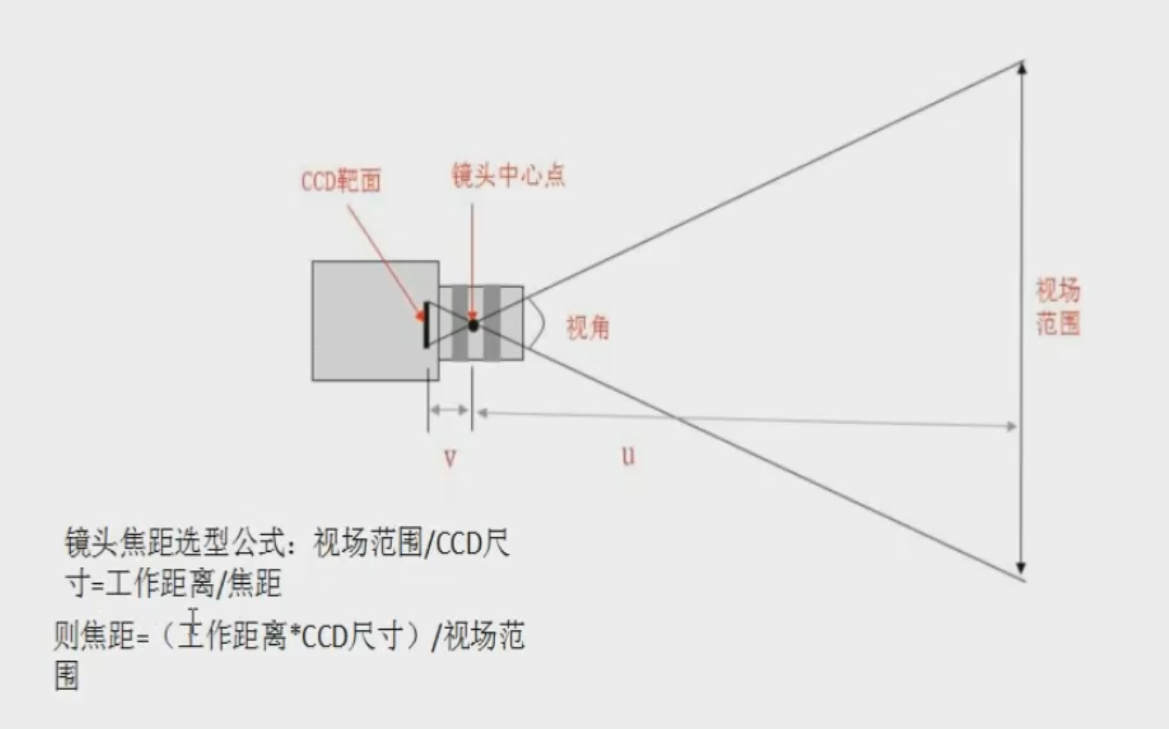 CCD靶面
镜头中心点
视角
视场
范围
v
u
镜头焦距选型公式：视场范围/CCD尺
寸=工作距离/焦距
则焦距=（工作距离*CCD尺寸）/视场范
围